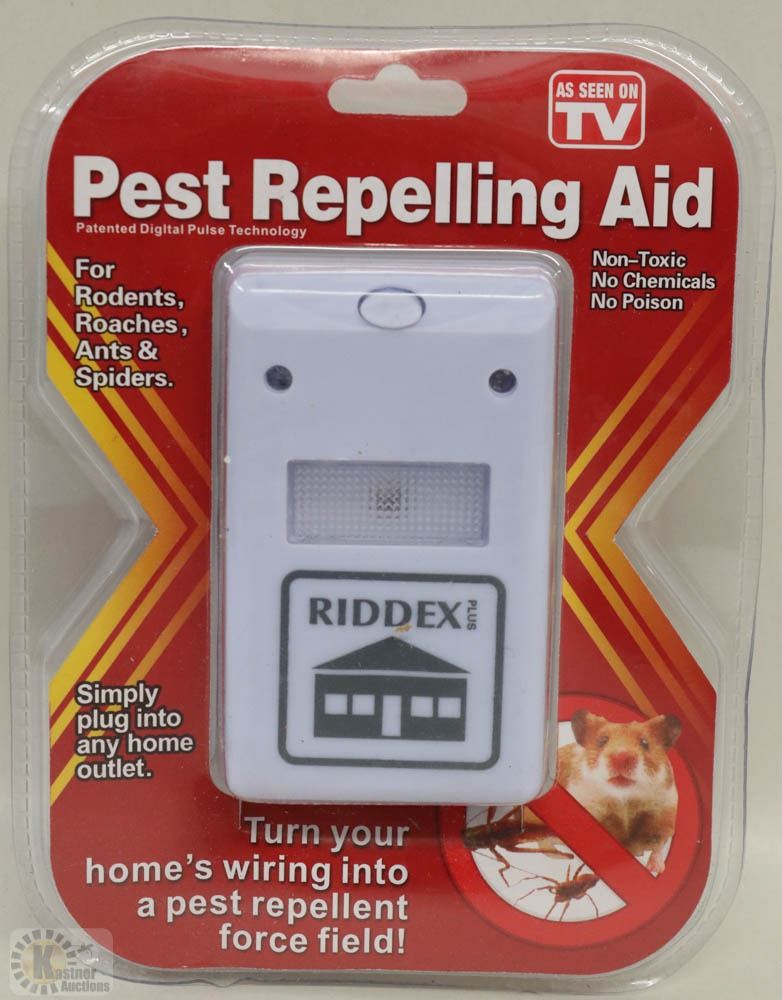 AS SEEN ON
TV
Pest Repelling Aid
Patented Digital Pulse Technology
For
Rodents,
Roaches,
Ants &
Spiders.
Non-Toxic
No Chemicals
No Poison
RIDDEX PLUS
Simply
plug into
any home
outlet.
Turn your
home's wiring into
a pest repellent
force field!
Kastner
Auctions